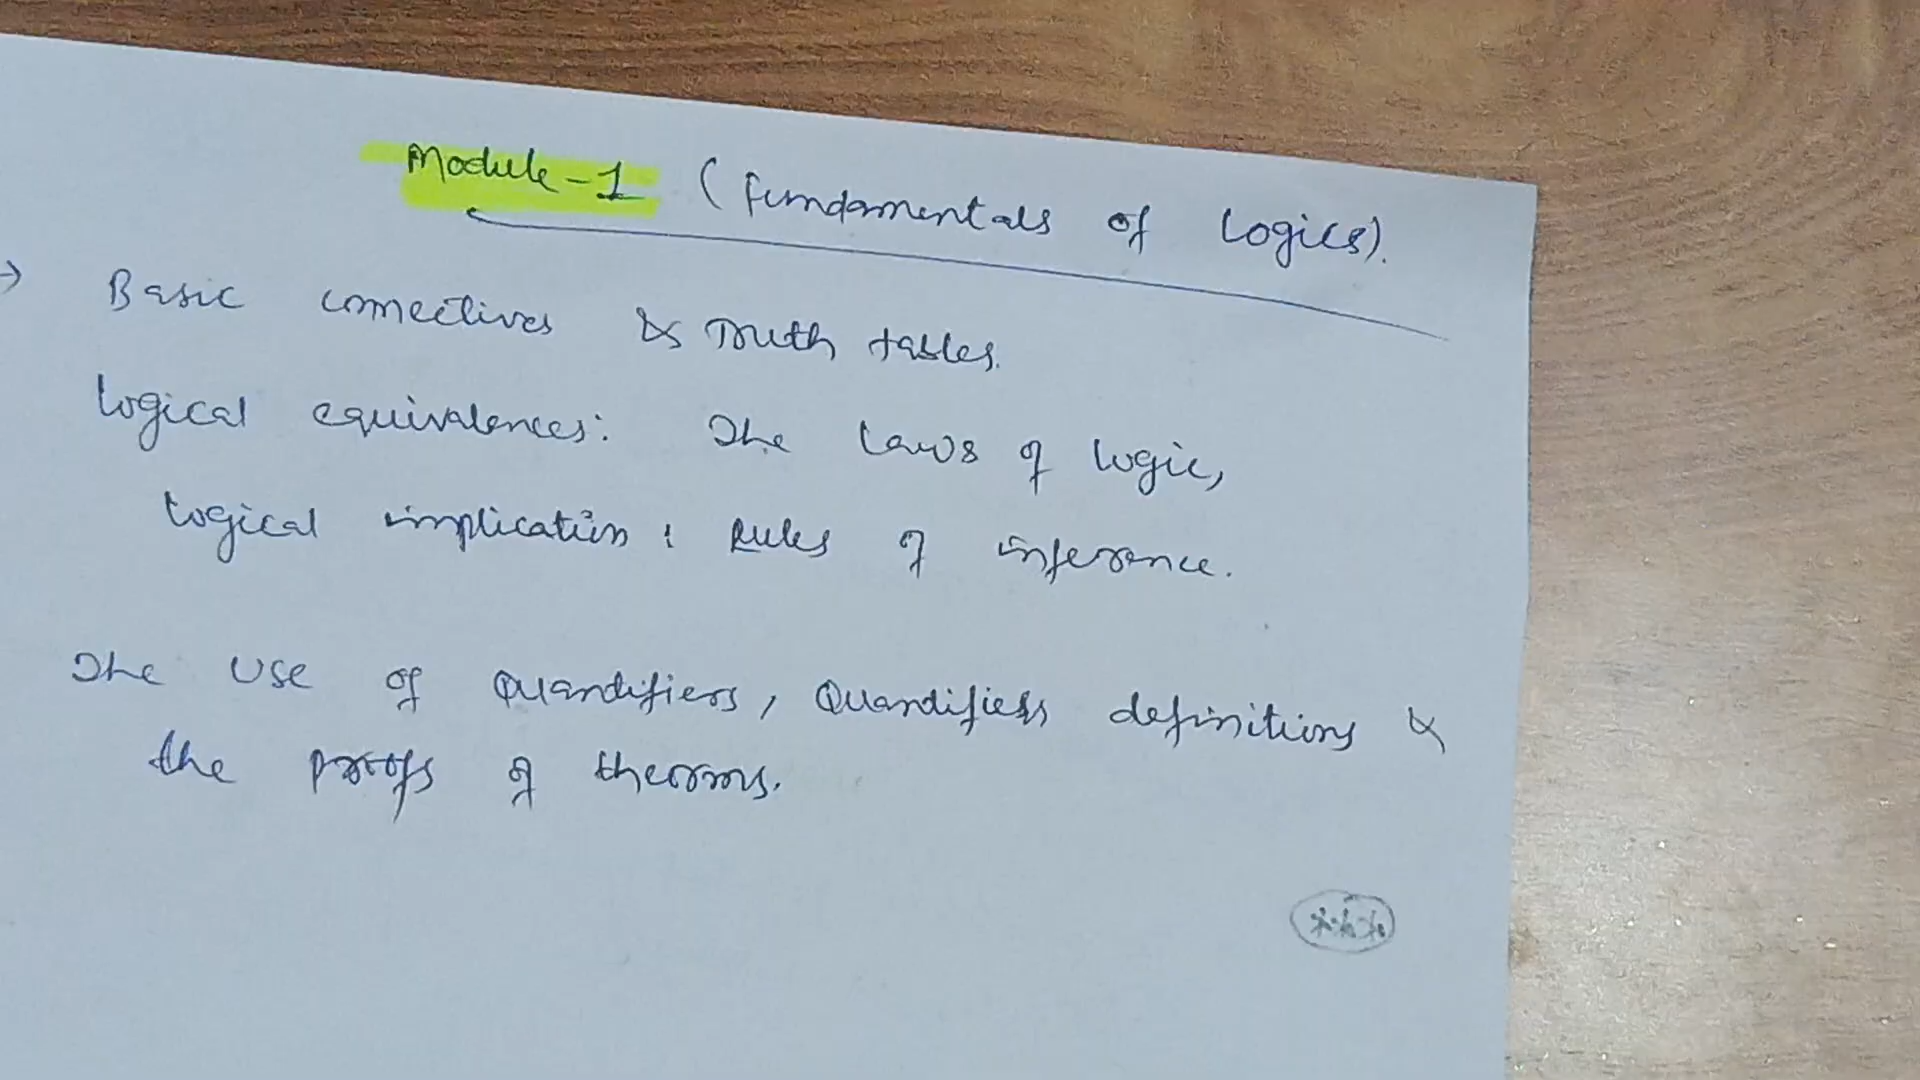 Module-1 (Fundamentals of Logics).
→ Basic connectives & Truth tables.
Logical equivalences: The Laws of logic,
Logical implication: Rules of inference.
The Use of Quantifiers, Quantifiers definitions &
the proofs of theorms.
***